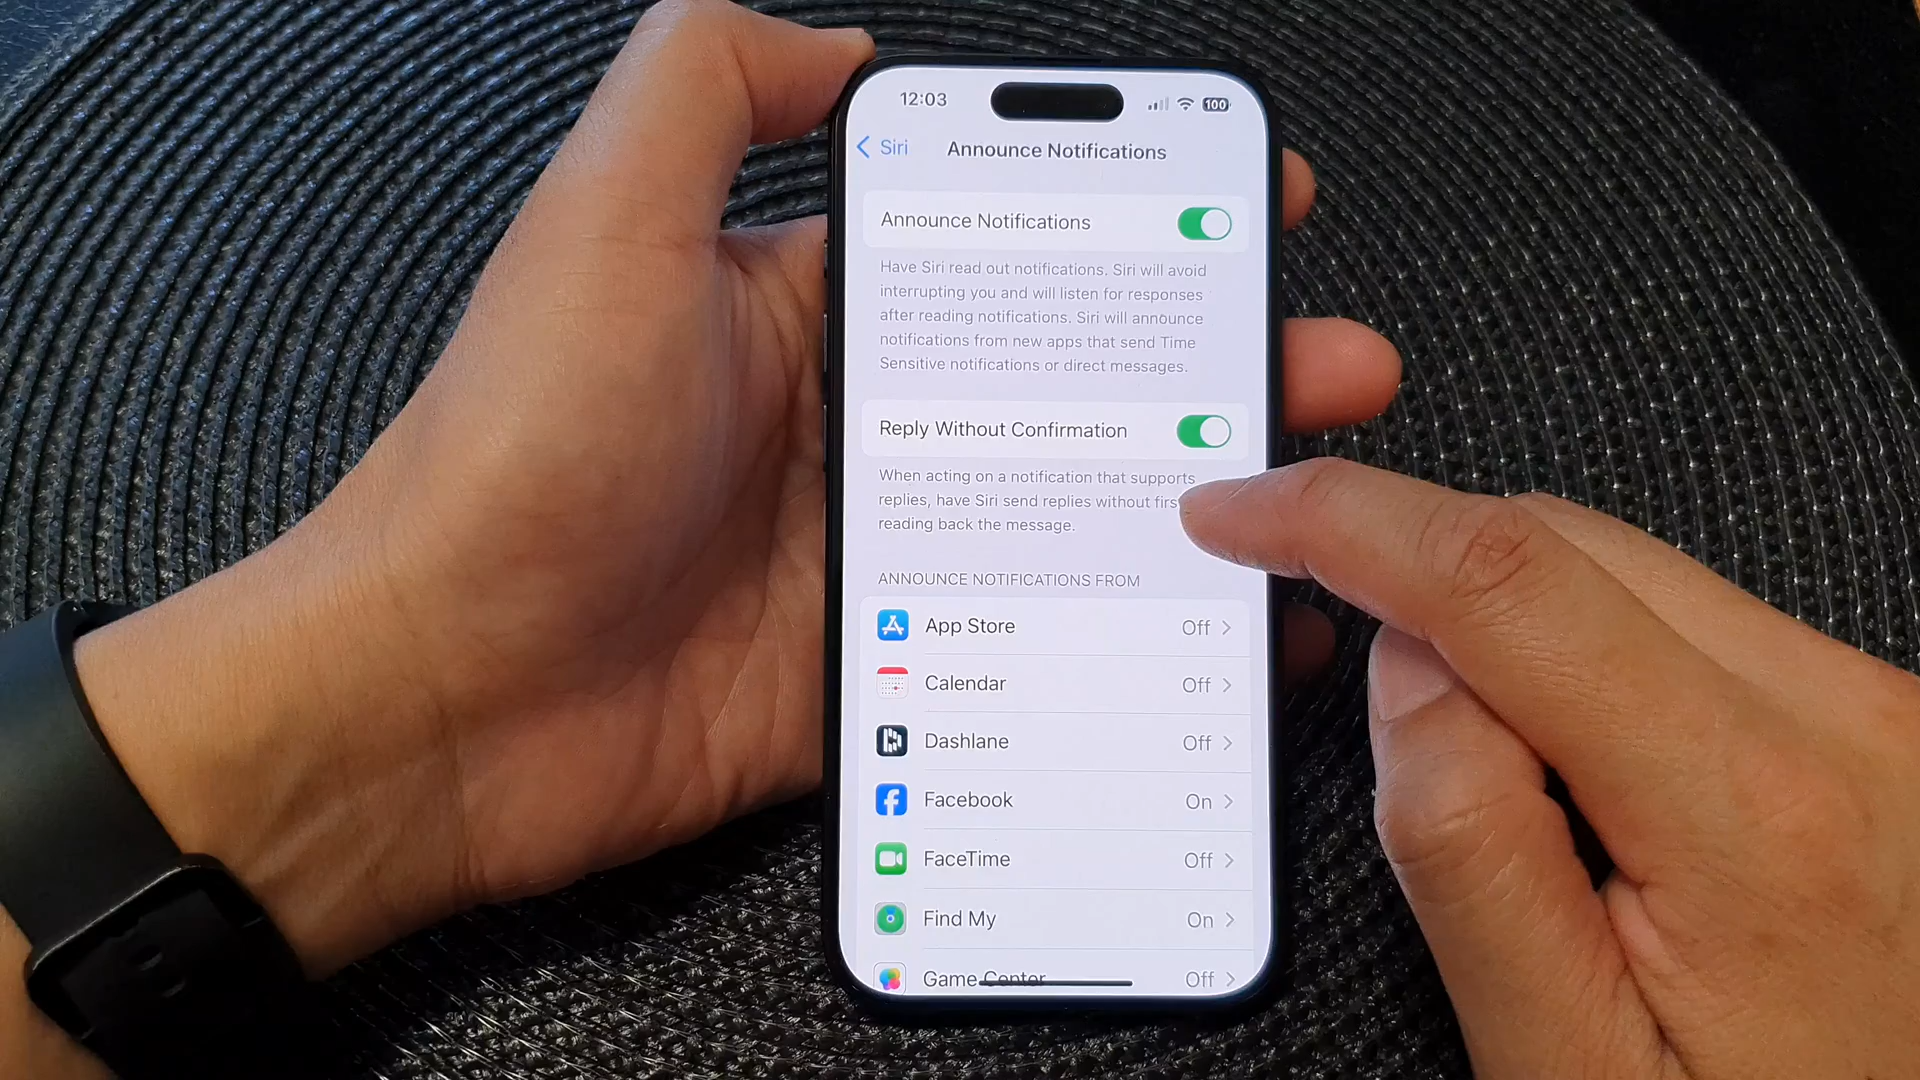 12:03
100
Siri
Announce Notifications
Announce Notifications
Have Siri read out notifications. Siri will avoid
interrupting you and will listen for responses
after reading notifications. Siri will announce
notifications from new apps that send Time
Sensitive notifications or direct messages.
Reply Without Confirmation
When acting on a notification that supports
replies, have Siri send replies without firs
reading back the message.
ANNOUNCE NOTIFICATIONS FROM
App Store Off
Calendar Off
Dashlane Off
Facebook On
FaceTime Off
Find My On
Game Center Off